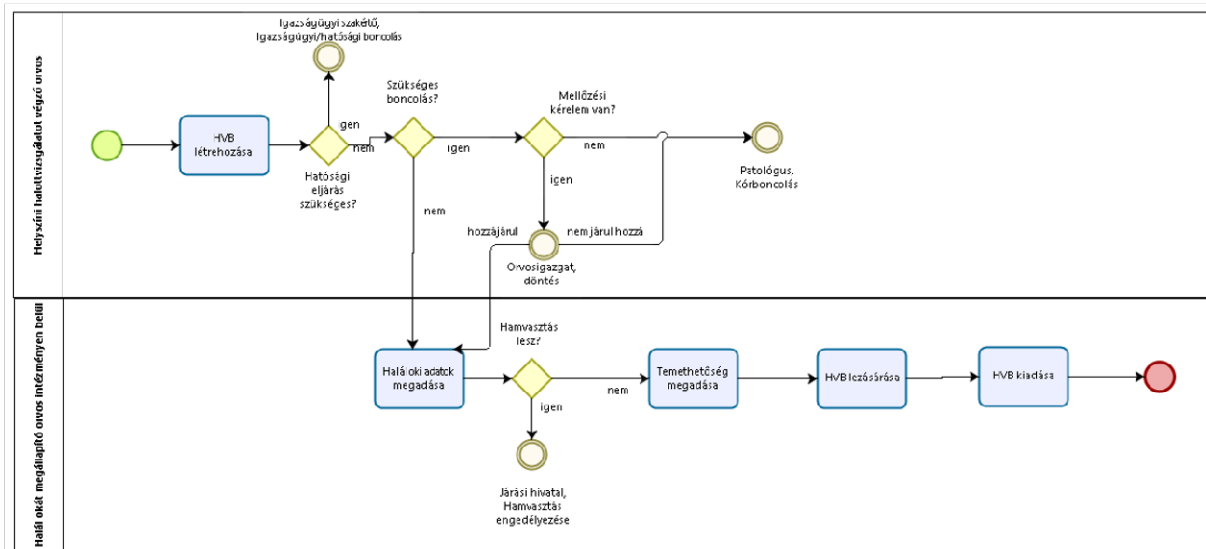 Helyszíni halottvizsgálatot végző orvos
Igazságügyi szakértő,
Igazságügyi/hatósági boncolás
HVB
létrehozása
igen
nem
Hatósági
eljárás
szükséges?
Szükséges
boncolás?
igen
nem
Mellőzési
kérelem van?
nem
igen
Patológus.
Kórboncolás
hozzájárul
nem járul hozzá
Orvosigazgat,
döntés
Halál okát megállapító orvos intézményen belül
Halál oki adatok
megadása
Hamvasztás
lesz?
nem
igen
Járási hivatal,
Hamvasztás
engedélyezése
Temethetőség
megadása
HVB lezásárása
HVB kiadása